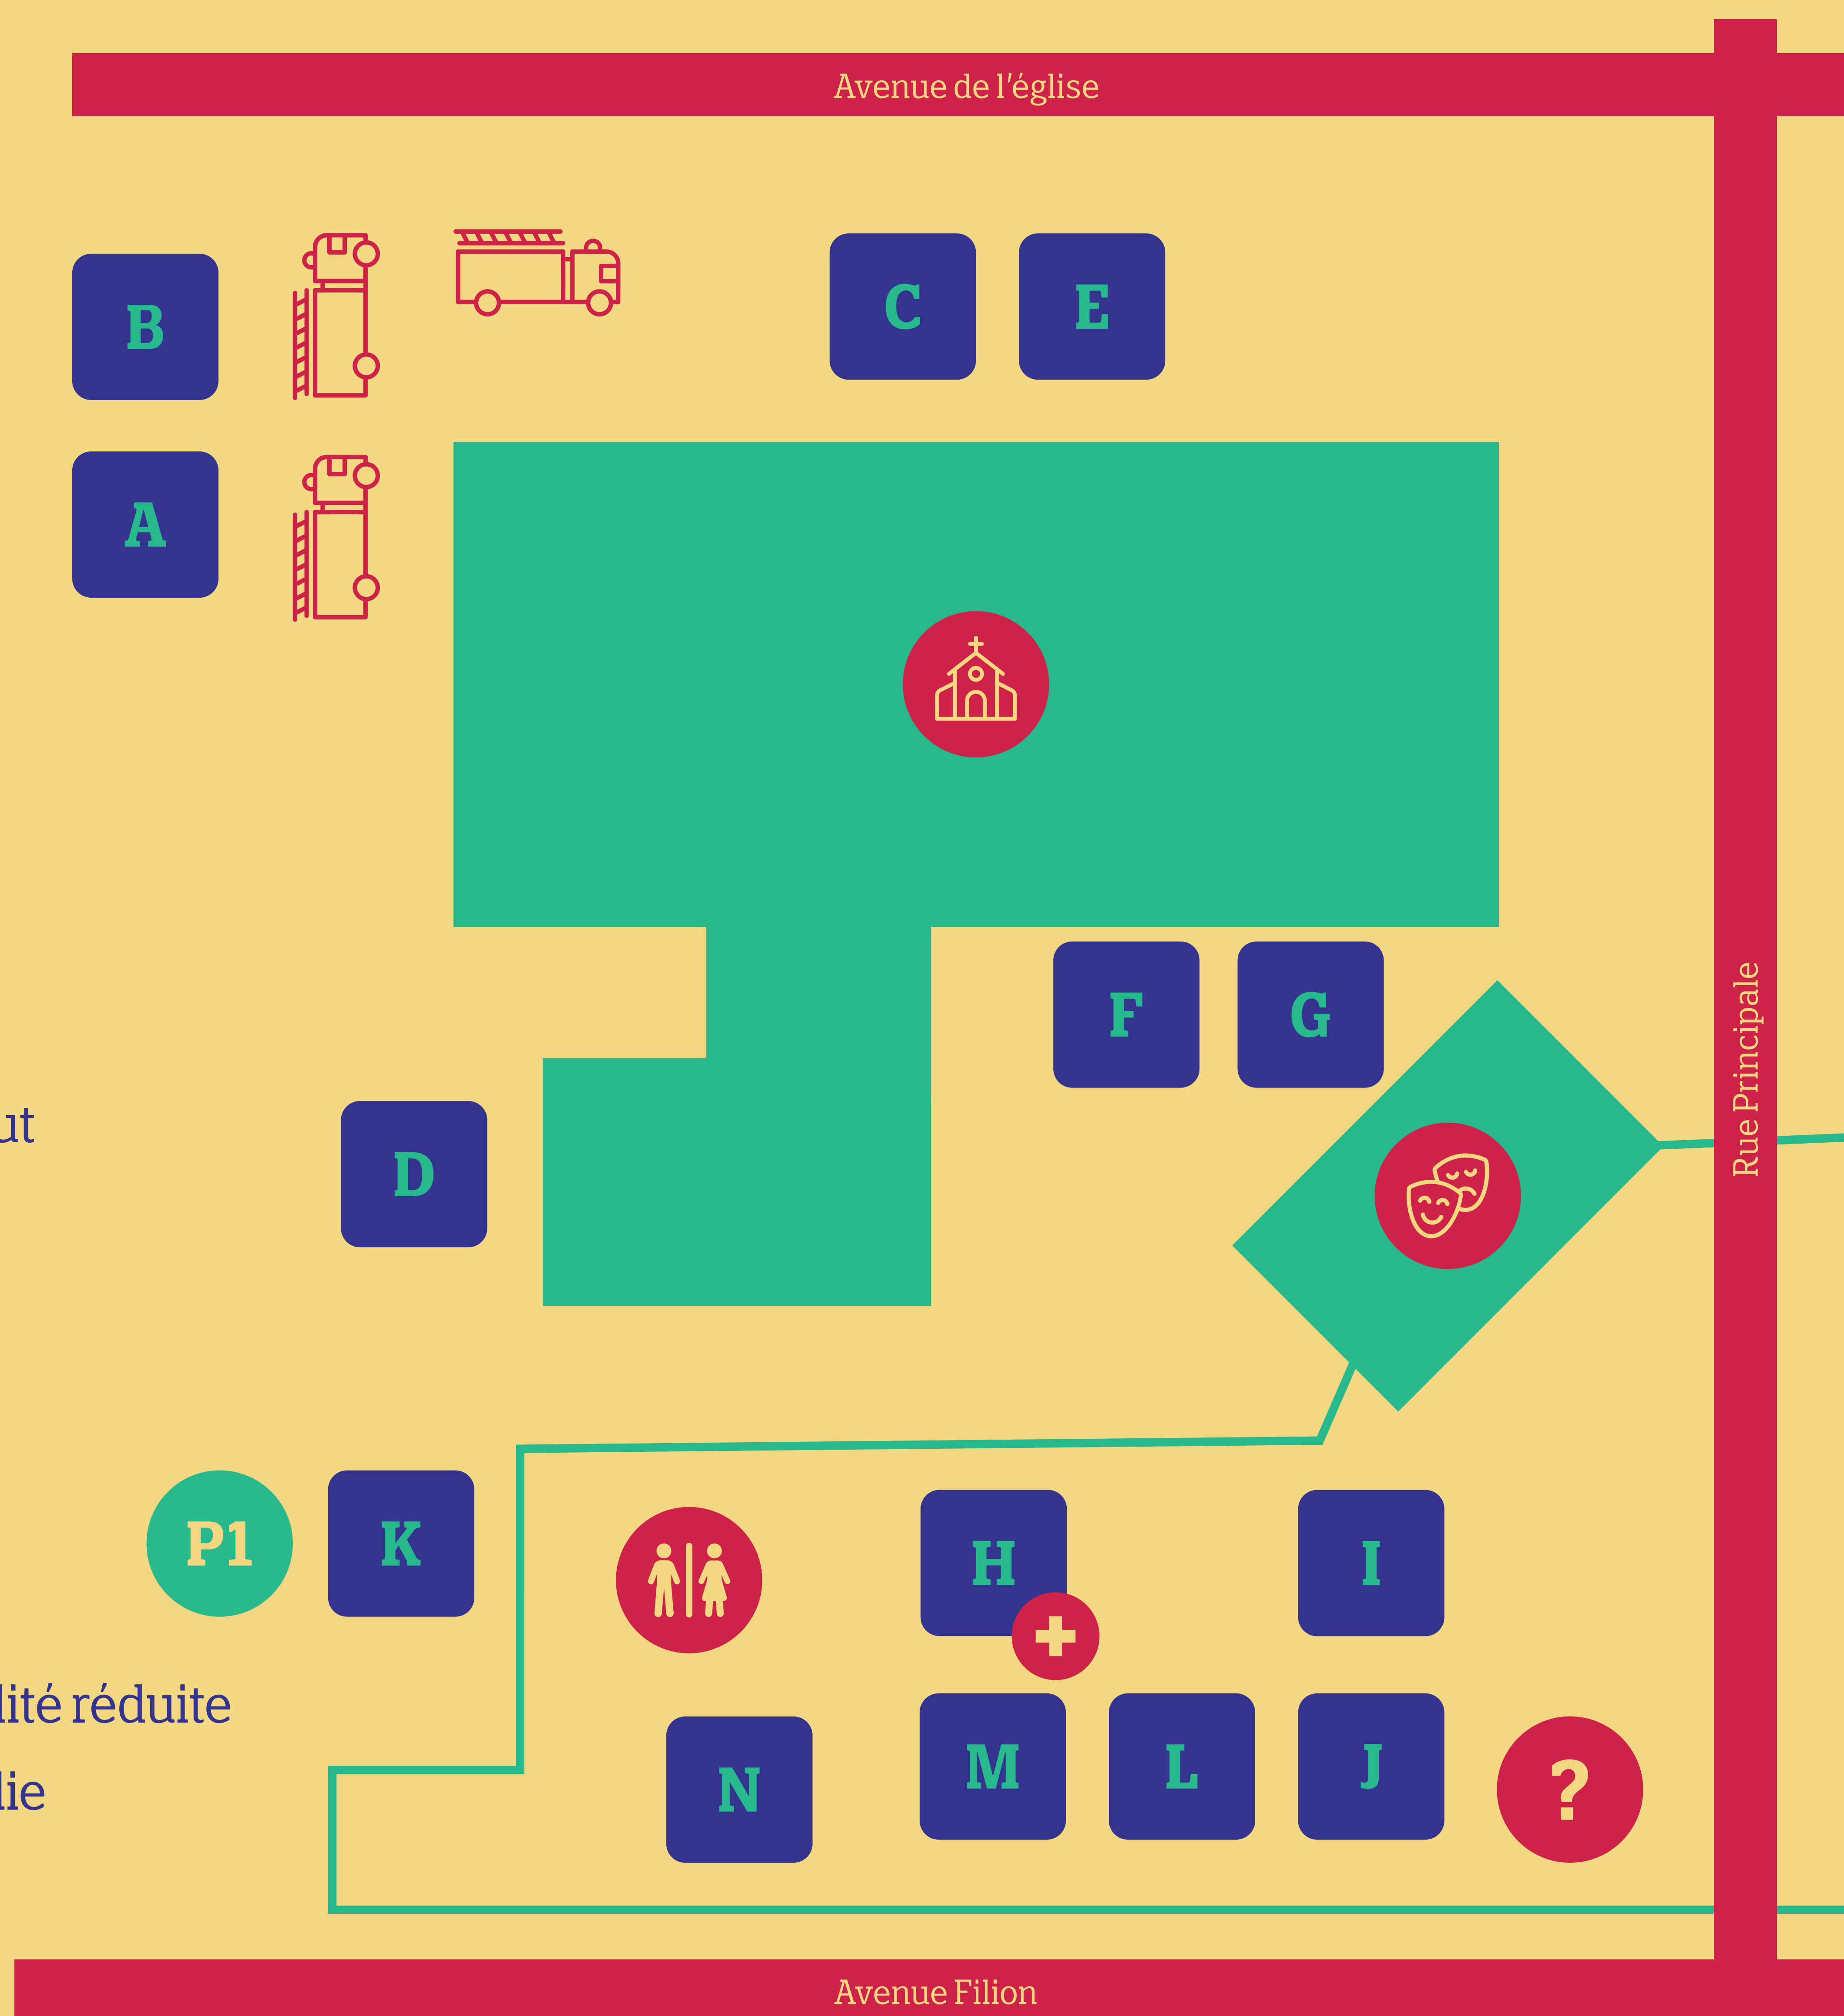 Avenue de l'église
B
C
E
A
F
G
Rue Principale
ut
D
P1
K
H
I
lité réduite
N
M
L
J
?
lie
Avenue Filion